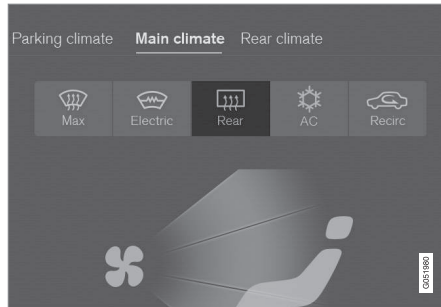 Parking climate Main climate Rear climate
Max Electric Rear AC Recirc
G051980